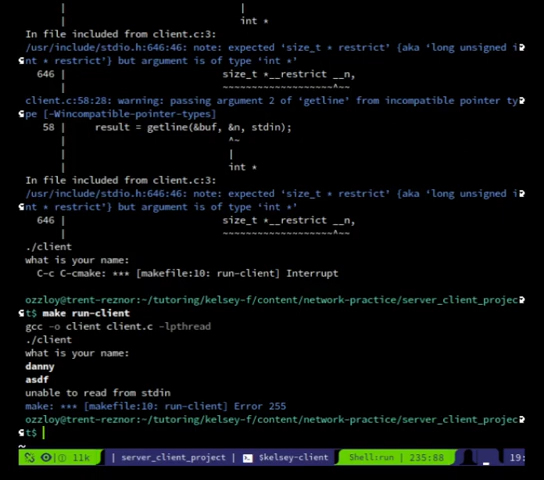 |                                        |
int *
In file included from client.c:3:
/usr/include/stdio.h:646:46: note: expected ‘size_t * restrict’ {aka ‘long unsigned i
nt * restrict’} but argument is of type ‘int *’
646 |                                size_t *__restrict __n,
|                                ~~~~~~~~~~~~~~~~~~~^~~
client.c:58:28: warning: passing argument 2 of ‘getline’ from incompatible pointer ty
pe [-Wincompatible-pointer-types]
58 |     result = getline(&buf, &n, stdin);
|                            ^~
|                            |
|                            int *
In file included from client.c:3:
/usr/include/stdio.h:646:46: note: expected ‘size_t * restrict’ {aka ‘long unsigned i
nt * restrict’} but argument is of type ‘int *’
646 |                                size_t *__restrict __n,
|                                ~~~~~~~~~~~~~~~~~~~^~~
./client
what is your name:
C-c C-cmake: *** [makefile:10: run-client] Interrupt
ozzloy@trent-reznor:~/tutoring/kelsey-f/content/network-practice/server_client_projec
t$ make run-client
gcc -o client client.c -lpthread
./client
what is your name:
danny
asdf
unable to read from stdin
make: *** [makefile:10: run-client] Error 255
ozzloy@trent-reznor:~/tutoring/kelsey-f/content/network-practice/server_client_projec
t$
~
11k | server_client_project | $kelsey-client Shell:run | 235:88 19: